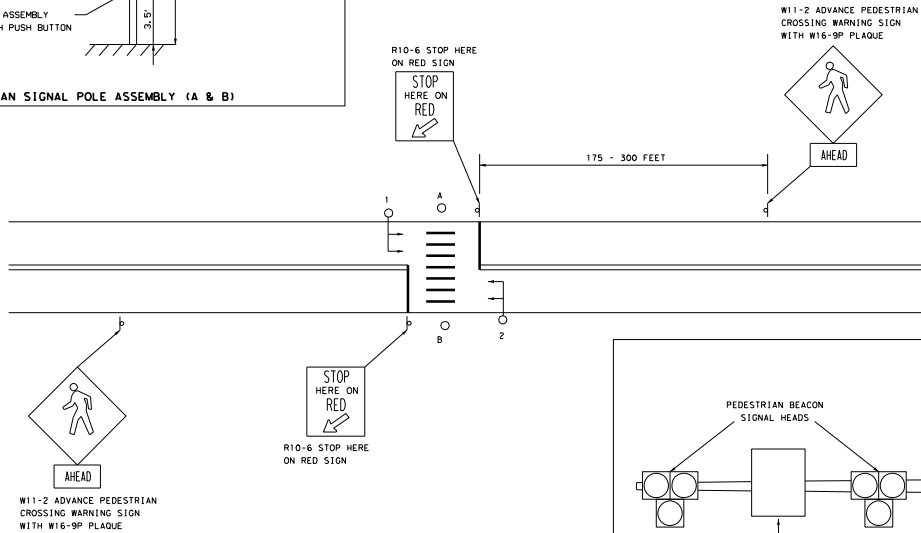 ASSEMBLY
PUSH BUTTON
3.5'
AN SIGNAL POLE ASSEMBLY (A & B)
R10-6 STOP HERE
ON RED SIGN
STOP
HERE ON
RED
W11-2 ADVANCE PEDESTRIAN
CROSSING WARNING SIGN
WITH W16-9P PLAQUE
AHEAD
175 - 300 FEET
1
A
B
2
STOP
HERE ON
RED
R10-6 STOP HERE
ON RED SIGN
AHEAD
W11-2 ADVANCE PEDESTRIAN
CROSSING WARNING SIGN
WITH W16-9P PLAQUE
PEDESTRIAN BEACON
SIGNAL HEADS